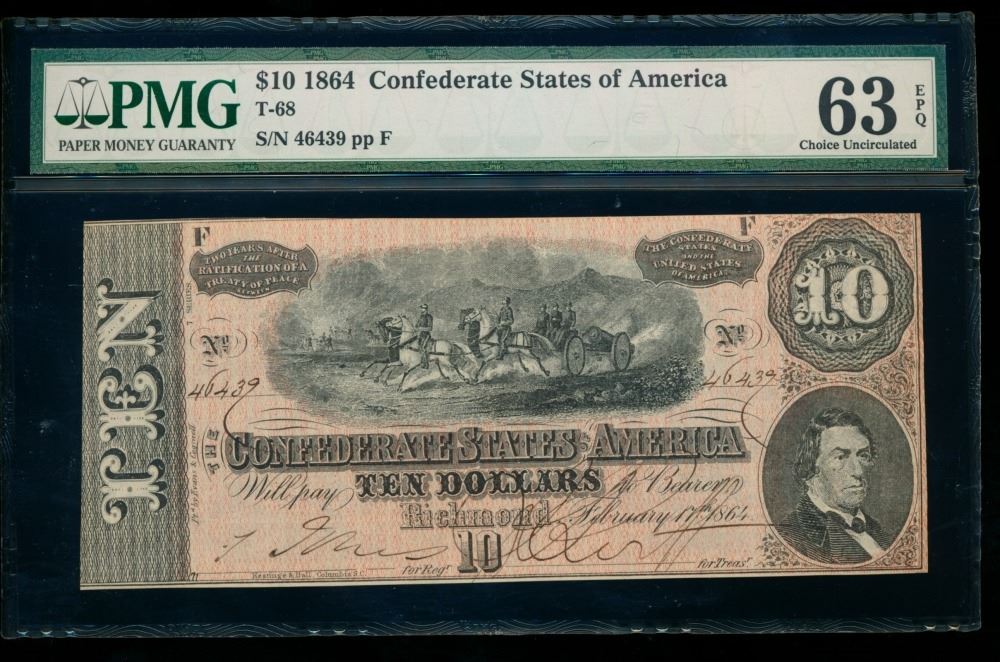 PMG
PAPER MONEY GUARANTY
$10 1864 Confederate States of America
T-68
S/N 46439 pp F
63
EPQ
Choice Uncirculated
F
F
TWO YEARS AFTER
THE
RATIFICATION OF A
TREATY OF PEACE
BETWEEN
THE CONFEDERATE
STATES
AND THE
UNITED STATES
OF AMERICA.
10
TEN
7 SERIES
No
46439
No
46439
THE
CONFEDERATE STATES OF AMERICA
Will pay TEN DOLLARS to Bearer
Richmond February 17th 1864
10
for Regr
for Treasr
Keatinge & Ball, Columbia S.C.